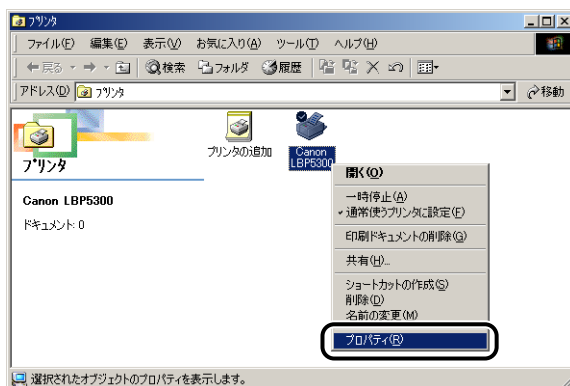 プリンタ
ファイル(F) 編集(E) 表示(V) お気に入り(A) ツール(T) ヘルプ(H)
戻る 検索 フォルダ 履歴
アドレス(D) プリンタ 移動
プリンタ
Canon LBP5300
ドキュメント: 0
プリンタの追加
Canon LBP5300
開く(O)
一時停止(A)
通常使うプリンタに設定(F)
印刷ドキュメントの削除(G)
共有(H)...
ショートカットの作成(S)
削除(D)
名前の変更(M)
プロパティ(R)
選択されたオブジェクトのプロパティを表示します。